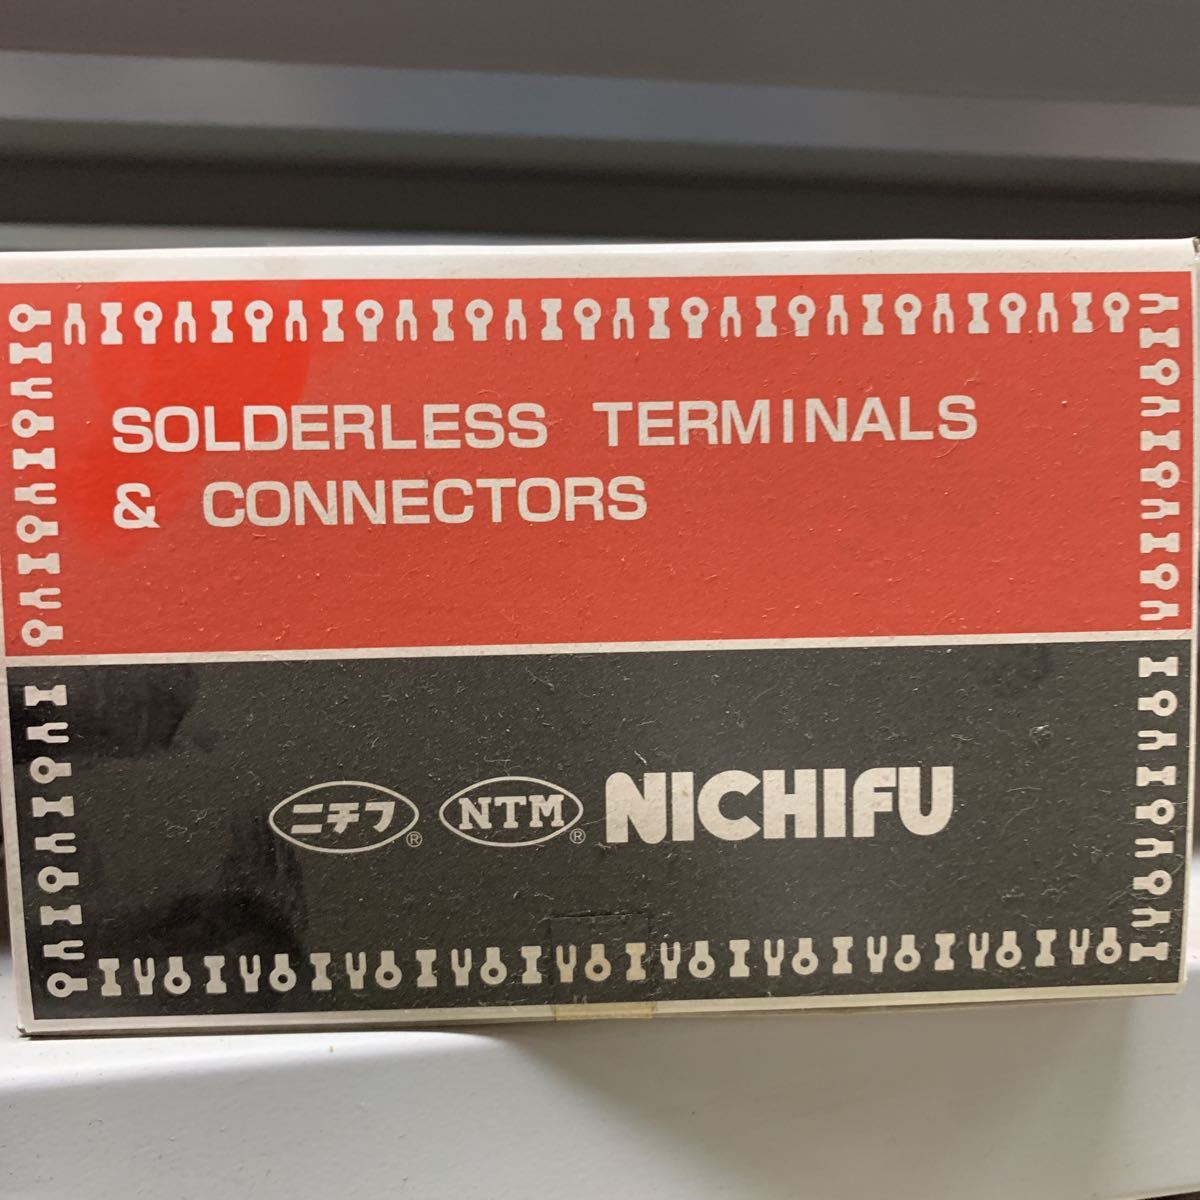 SOLDERLESS TERMINALS
& CONNECTORS
ニチフ® NTM® NICHIFU